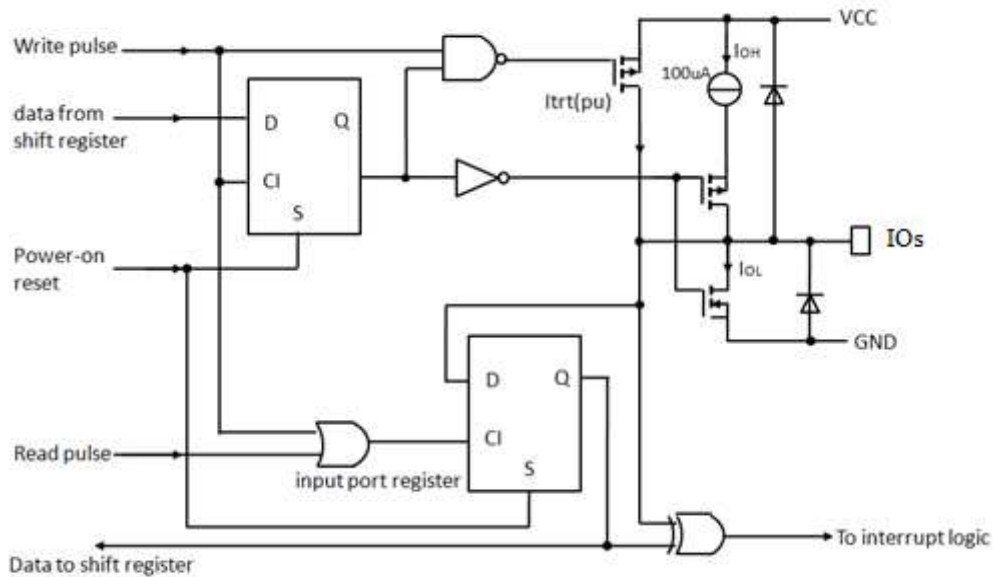 VCC
Write pulse
IOH
100uA
Itrt(pu)
data from
shift register
D
Q
CI
S
IOs
Power-on
reset
IOL
GND
D
Q
Read pulse
CI
input port register
S
To interrupt logic
Data to shift register